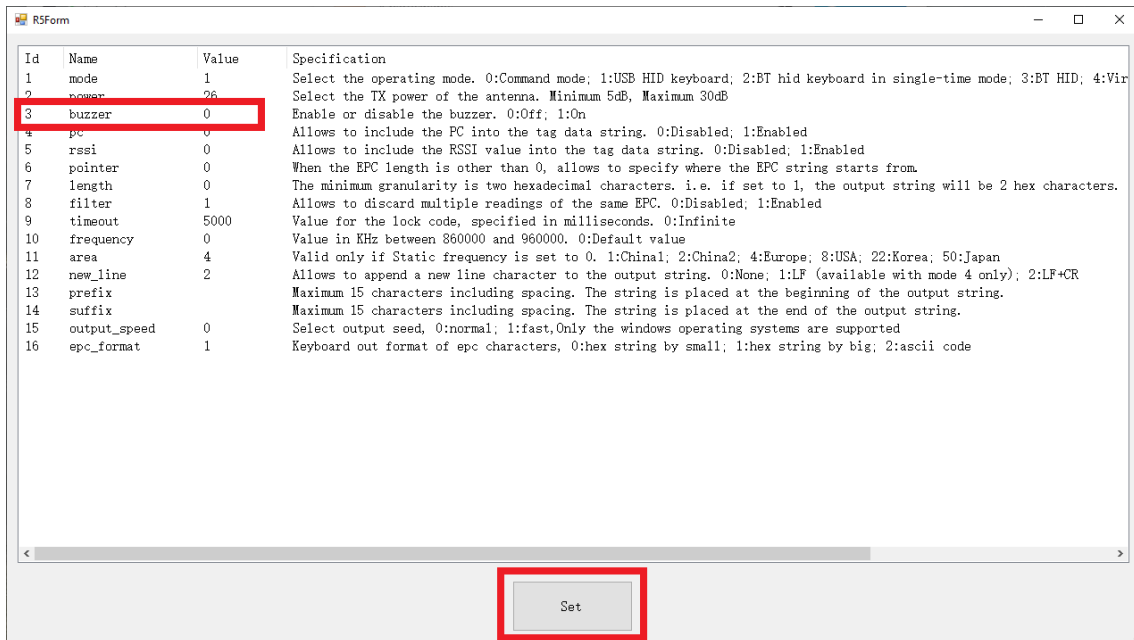 R5Form
Id Name Value Specification
1 mode 1 Select the operating mode. 0:Command mode; 1:USB HID keyboard; 2:BT hid keyboard in single-time mode; 3:BT HID; 4:Vir
2 power 26 Select the TX power of the antenna. Minimum 5dB, Maximum 30dB
3 buzzer 0 Enable or disable the buzzer. 0:Off; 1:On
4 pc 0 Allows to include the PC into the tag data string. 0:Disabled; 1:Enabled
5 rssi 0 Allows to include the RSSI value into the tag data string. 0:Disabled; 1:Enabled
6 pointer 0 When the EPC length is other than 0, allows to specify where the EPC string starts from.
7 length 0 The minimum granularity is two hexadecimal characters. i.e. if set to 1, the output string will be 2 hex characters.
8 filter 1 Allows to discard multiple readings of the same EPC. 0:Disabled; 1:Enabled
9 timeout 5000 Value for the lock code, specified in milliseconds. 0:Infinite
10 frequency 0 Value in KHz between 860000 and 960000. 0:Default value
11 area 4 Valid only if Static frequency is set to 0. 1:China1; 2:China2; 4:Europe; 8:USA; 22:Korea; 50:Japan
12 new_line 2 Allows to append a new line character to the output string. 0:None; 1:LF (available with mode 4 only); 2:LF+CR
13 prefix Maximum 15 characters including spacing. The string is placed at the beginning of the output string.
14 suffix Maximum 15 characters including spacing. The string is placed at the end of the output string.
15 output_speed 0 Select output seed, 0:normal; 1:fast,Only the windows operating systems are supported
16 epc_format 1 Keyboard out format of epc characters, 0:hex string by small; 1:hex string by big; 2:ascii code
Set